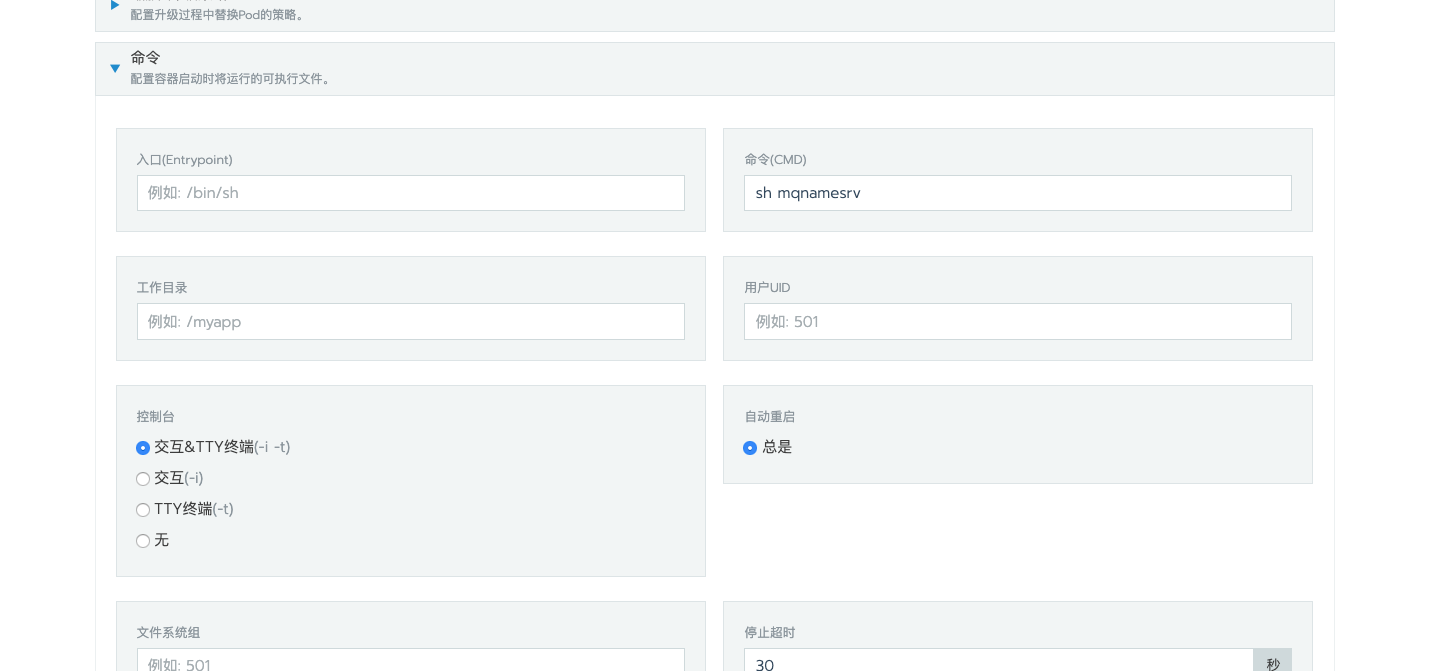 配置升级过程中替换Pod的策略。
命令
配置容器启动时将运行的可执行文件。
入口(Entrypoint)
命令(CMD)
例如: /bin/sh
sh mqnamesrv
工作目录
用户UID
例如: /myapp
例如: 501
控制台
自动重启
交互&TTY终端(-i -t)
总是
交互(-i)
TTY终端(-t)
无
文件系统组
停止超时
例如: 501
30
秒